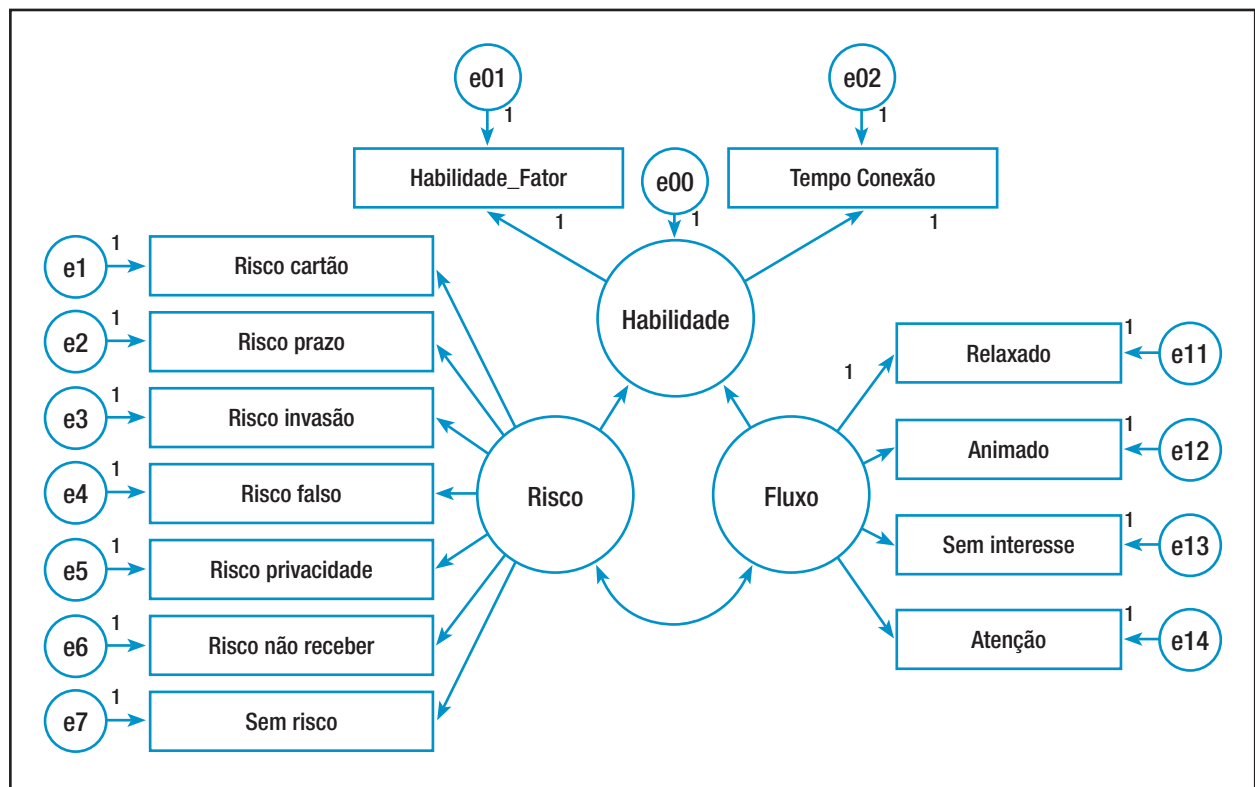 e01
e02
1
1
Habilidade_Fator
e00
Tempo Conexão
1
1
1
e1
1
Risco cartão
Habilidade
e2
1
Risco prazo
Relaxado
1
e11
1
e3
1
Risco invasão
Animado
1
e12
e4
1
Risco falso
Risco
Fluxo
Sem interesse
1
e13
e5
1
Risco privacidade
e6
1
Risco não receber
Atenção
1
e14
e7
1
Sem risco